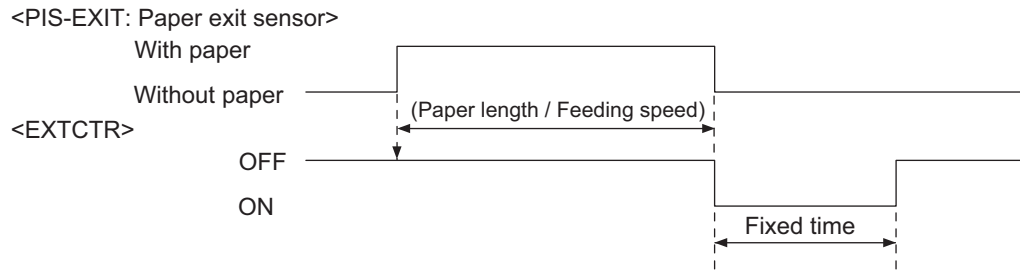 <PIS-EXIT: Paper exit sensor>
With paper
Without paper
(Paper length / Feeding speed)
<EXTCTR>
OFF
ON
Fixed time